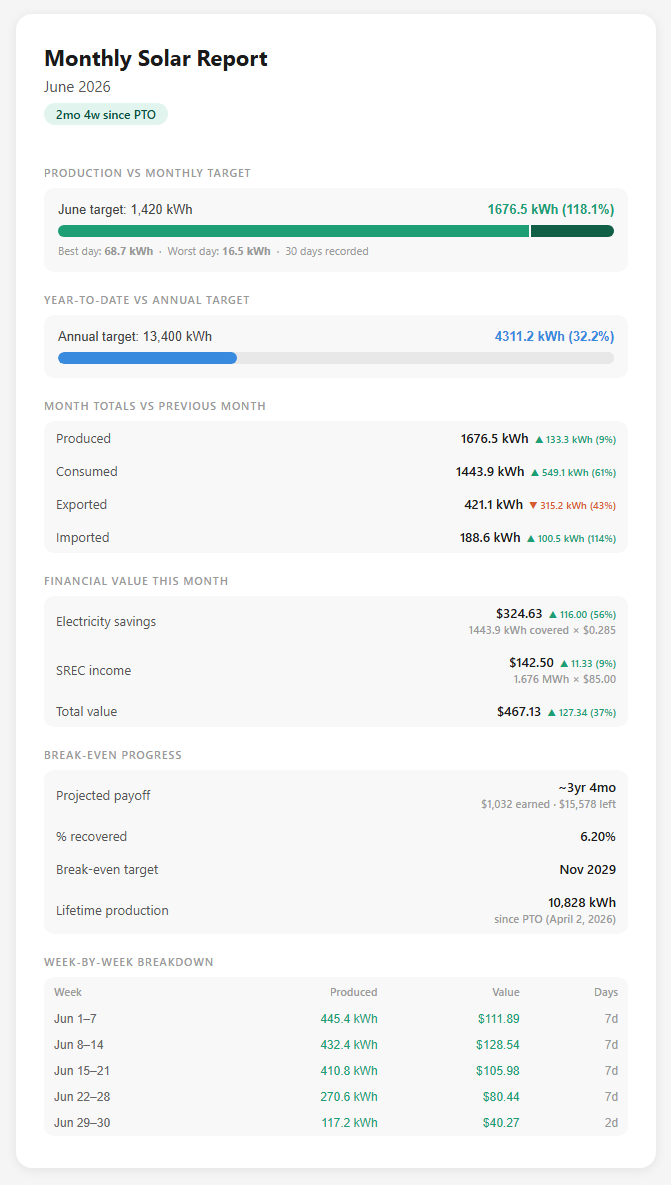 Monthly Solar Report
June 2026
2mo 4w since PTO
PRODUCTION VS MONTHLY TARGET
June target: 1,420 kWh 1676.5 kWh (118.1%)
Best day: 68.7 kWh · Worst day: 16.5 kWh · 30 days recorded
YEAR-TO-DATE VS ANNUAL TARGET
Annual target: 13,400 kWh 4311.2 kWh (32.2%)
MONTH TOTALS VS PREVIOUS MONTH
Produced 1676.5 kWh ▲ 133.3 kWh (9%)
Consumed 1443.9 kWh ▲ 549.1 kWh (61%)
Exported 421.1 kWh ▼ 315.2 kWh (43%)
Imported 188.6 kWh ▲ 100.5 kWh (114%)
FINANCIAL VALUE THIS MONTH
Electricity savings $324.63 ▲ 116.00 (56%)
1443.9 kWh covered × $0.285
SREC income $142.50 ▲ 11.33 (9%)
1.676 MWh × $85.00
Total value $467.13 ▲ 127.34 (37%)
BREAK-EVEN PROGRESS
Projected payoff ~3yr 4mo
$1,032 earned · $15,578 left
% recovered 6.20%
Break-even target Nov 2029
Lifetime production 10,828 kWh
since PTO (April 2, 2026)
WEEK-BY-WEEK BREAKDOWN
Week Produced Value Days
Jun 1–7 445.4 kWh $111.89 7d
Jun 8–14 432.4 kWh $128.54 7d
Jun 15–21 410.8 kWh $105.98 7d
Jun 22–28 270.6 kWh $80.44 7d
Jun 29–30 117.2 kWh $40.27 2d